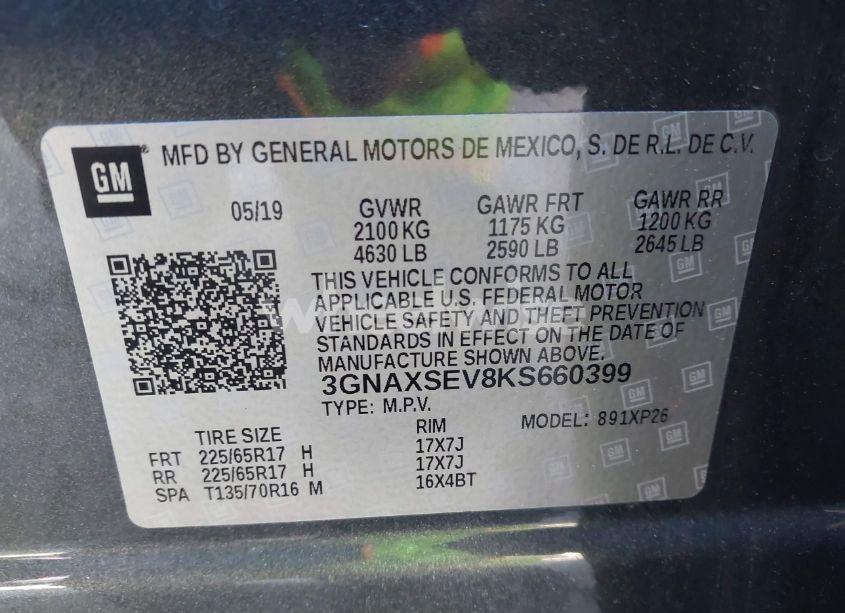 GM ® MFD BY GENERAL MOTORS DE MEXICO, S. DE R.L. DE C.V.
05/19 GVWR GAWR FRT GAWR RR
2100 KG 1175 KG 1200 KG
4630 LB 2590 LB 2645 LB
THIS VEHICLE CONFORMS TO ALL
APPLICABLE U.S. FEDERAL MOTOR
VEHICLE SAFETY AND THEFT PREVENTION
STANDARDS IN EFFECT ON THE DATE OF
MANUFACTURE SHOWN ABOVE.
3GNAXSEV8KS660399
TYPE: M.P.V. MODEL: 891XP26
TIRE SIZE RIM
FRT 225/65R17 H 17X7J
RR 225/65R17 H 17X7J
SPA T135/70R16 M 16X4BT